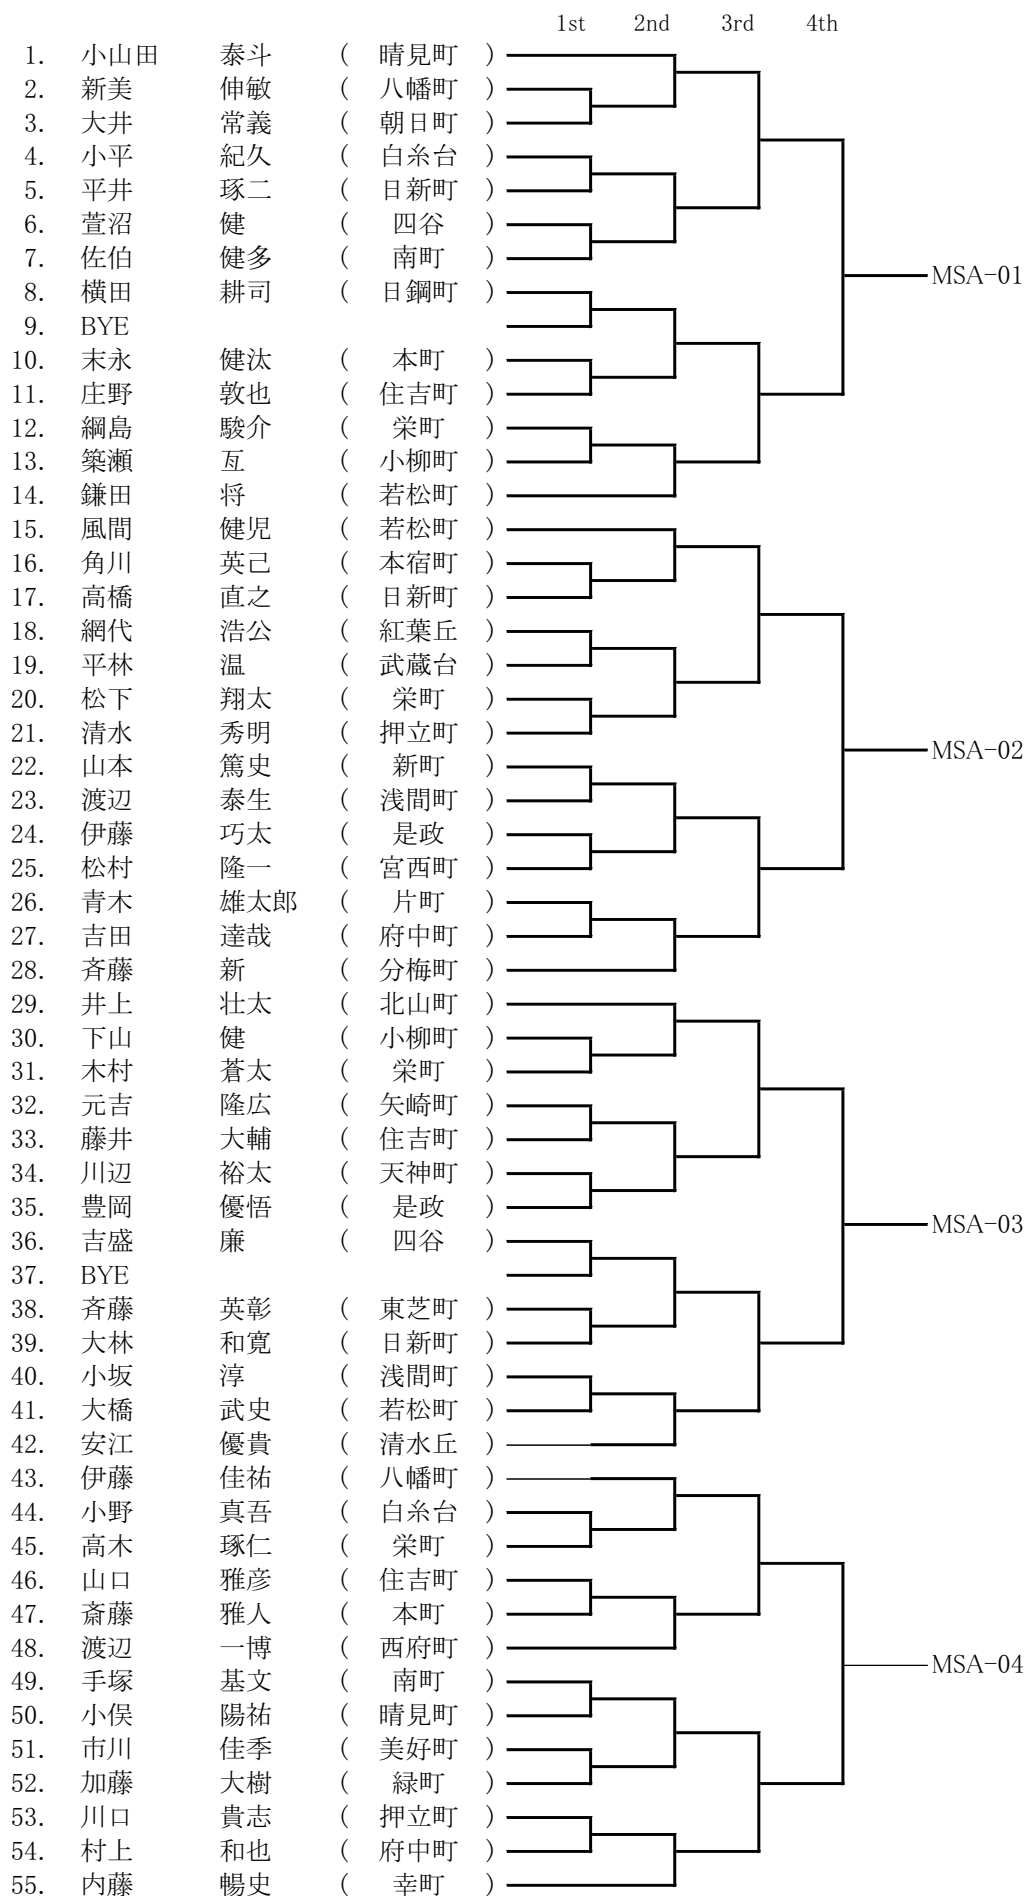 1st 2nd 3rd 4th
1. 小山田 泰斗 ( 晴見町 )
2. 新美 伸敏 ( 八幡町 )
3. 大井 常義 ( 朝日町 )
4. 小平 紀久 ( 白糸台 )
5. 平井 琢二 ( 日新町 )
6. 萱沼 健 ( 四谷 )
7. 佐伯 健多 ( 南町 )
MSA-01
8. 横田 耕司 ( 日鋼町 )
9. BYE
10. 末永 健汰 ( 本町 )
11. 庄野 敦也 ( 住吉町 )
12. 綱島 駿介 ( 栄町 )
13. 築瀬 亙 ( 小柳町 )
14. 鎌田 将 ( 若松町 )
15. 風間 健児 ( 若松町 )
16. 角川 英己 ( 本宿町 )
17. 高橋 直之 ( 日新町 )
18. 網代 浩公 ( 紅葉丘 )
19. 平林 温 ( 武蔵台 )
20. 松下 翔太 ( 栄町 )
21. 清水 秀明 ( 押立町 )
MSA-02
22. 山本 篤史 ( 新町 )
23. 渡辺 泰生 ( 浅間町 )
24. 伊藤 巧太 ( 是政 )
25. 松村 隆一 ( 宮西町 )
26. 青木 雄太郎 ( 片町 )
27. 吉田 達哉 ( 府中町 )
28. 斉藤 新 ( 分梅町 )
29. 井上 壮太 ( 北山町 )
30. 下山 健 ( 小柳町 )
31. 木村 蒼太 ( 栄町 )
32. 元吉 隆広 ( 矢崎町 )
33. 藤井 大輔 ( 住吉町 )
34. 川辺 裕太 ( 天神町 )
35. 豊岡 優悟 ( 是政 )
MSA-03
36. 吉盛 廉 ( 四谷 )
37. BYE
38. 斉藤 英彰 ( 東芝町 )
39. 大林 和寛 ( 日新町 )
40. 小坂 淳 ( 浅間町 )
41. 大橋 武史 ( 若松町 )
42. 安江 優貴 ( 清水丘 )
43. 伊藤 佳祐 ( 八幡町 )
44. 小野 真吾 ( 白糸台 )
45. 高木 琢仁 ( 栄町 )
46. 山口 雅彦 ( 住吉町 )
47. 斎藤 雅人 ( 本町 )
48. 渡辺 一博 ( 西府町 )
MSA-04
49. 手塚 基文 ( 南町 )
50. 小俣 陽祐 ( 晴見町 )
51. 市川 佳季 ( 美好町 )
52. 加藤 大樹 ( 緑町 )
53. 川口 貴志 ( 押立町 )
54. 村上 和也 ( 府中町 )
55. 内藤 暢史 ( 幸町 )